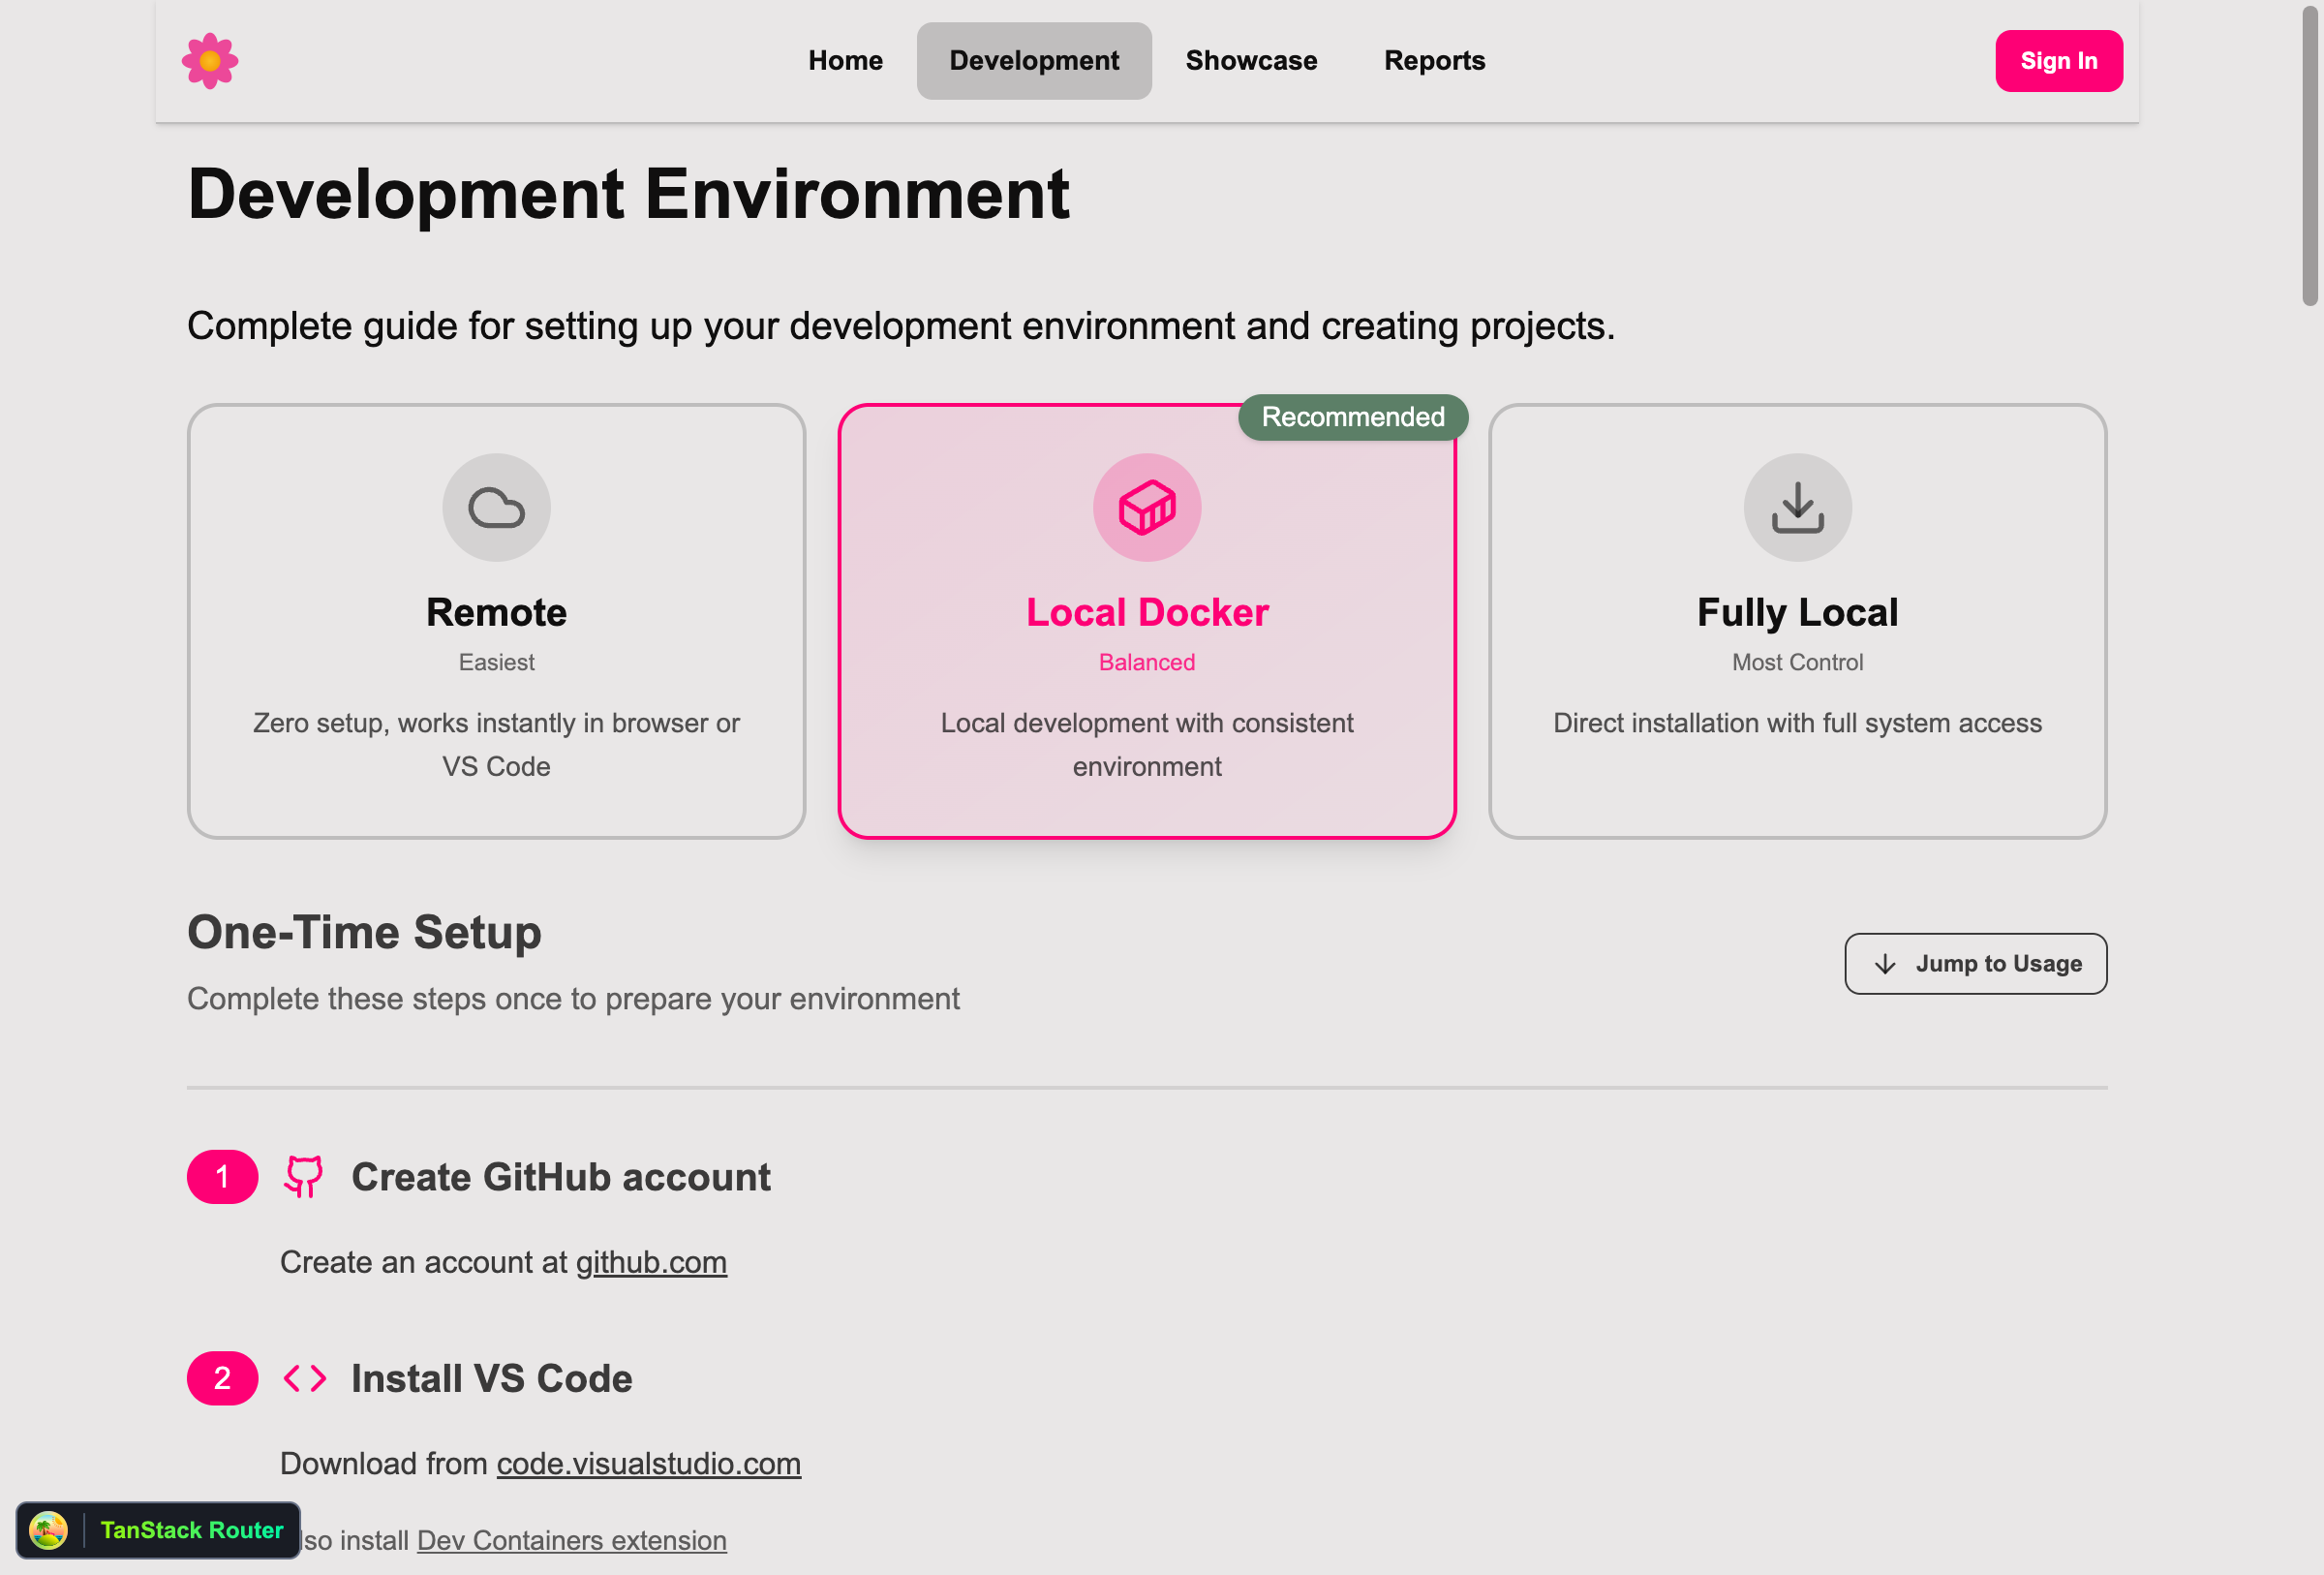 Home
Development
Showcase
Reports
Sign In
Development Environment
Complete guide for setting up your development environment and creating projects.
Remote
Easiest
Zero setup, works instantly in browser or
VS Code
Recommended
Local Docker
Balanced
Local development with consistent
environment
Fully Local
Most Control
Direct installation with full system access
One-Time Setup
Complete these steps once to prepare your environment
Jump to Usage
1
Create GitHub account
Create an account at github.com
2
Install VS Code
Download from code.visualstudio.com
lso install Dev Containers extension
TanStack Router